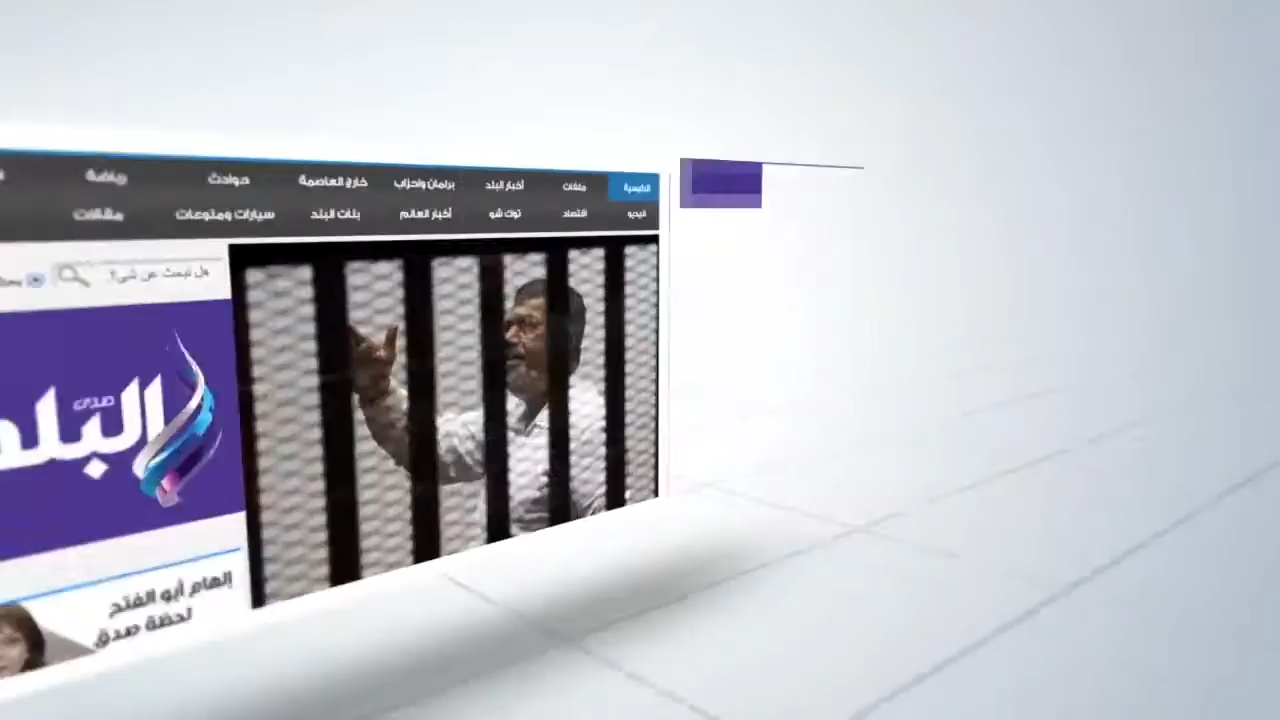 الرئيسية ملفات أخبار البلد برلمان وأحزاب خارج العاصمة حوادث رياضة
فيديو اقتصاد توك شو أخبار العالم بنات البلد سيارات ومنوعات مقالات
هل تبحث عن شئ؟
صدى
البلد
إلهام أبو الفتح
لحظة صدق